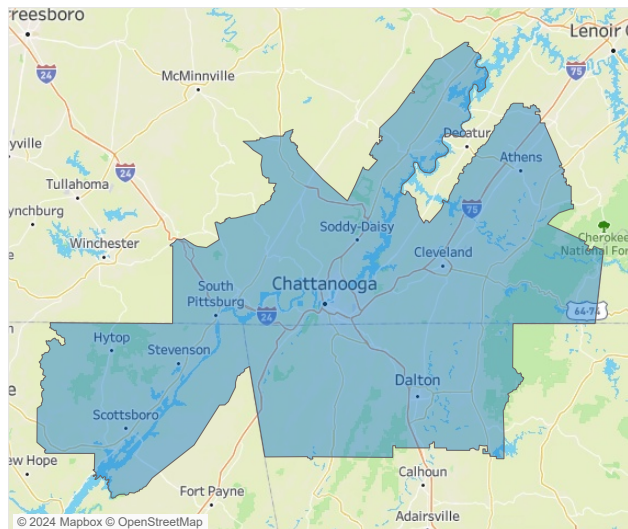 reesboro
24
McMinnville
Lenoir C
75
Decatur
yville
24
Athens
Tullahoma
ynchburg
75
Winchester
Soddy-Daisy
Cleveland
Cherokee
National Fore
South
Pittsburg
Chattanooga
24
64-74
Hytop
Stevenson
Dalton
e
Scottsboro
ew Hope
Fort Payne
Calhoun
Adairsville
© 2024 Mapbox © OpenStreetMap